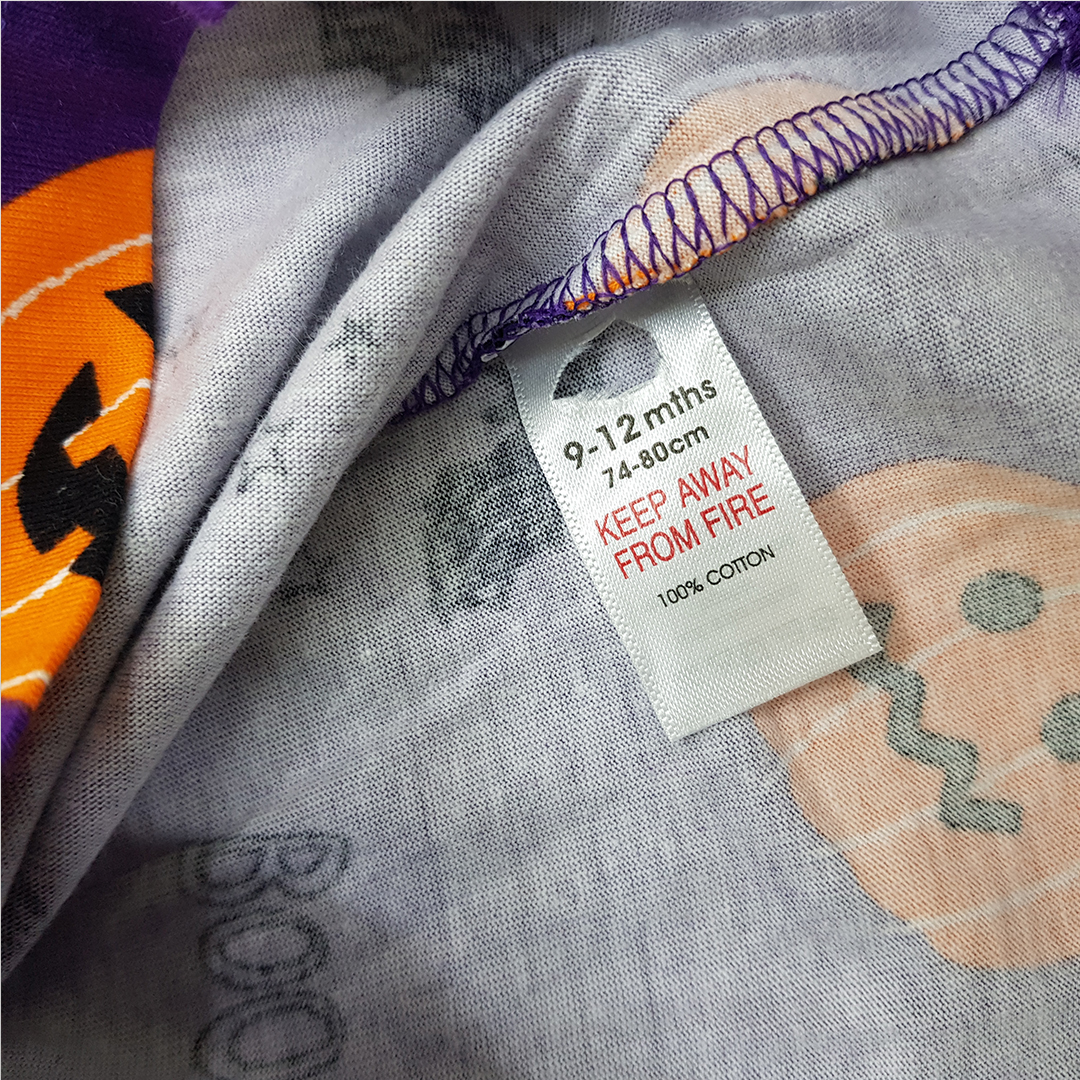 9-12 mths
74-80cm
KEEP AWAY
FROM FIRE
100% COTTON
BOO